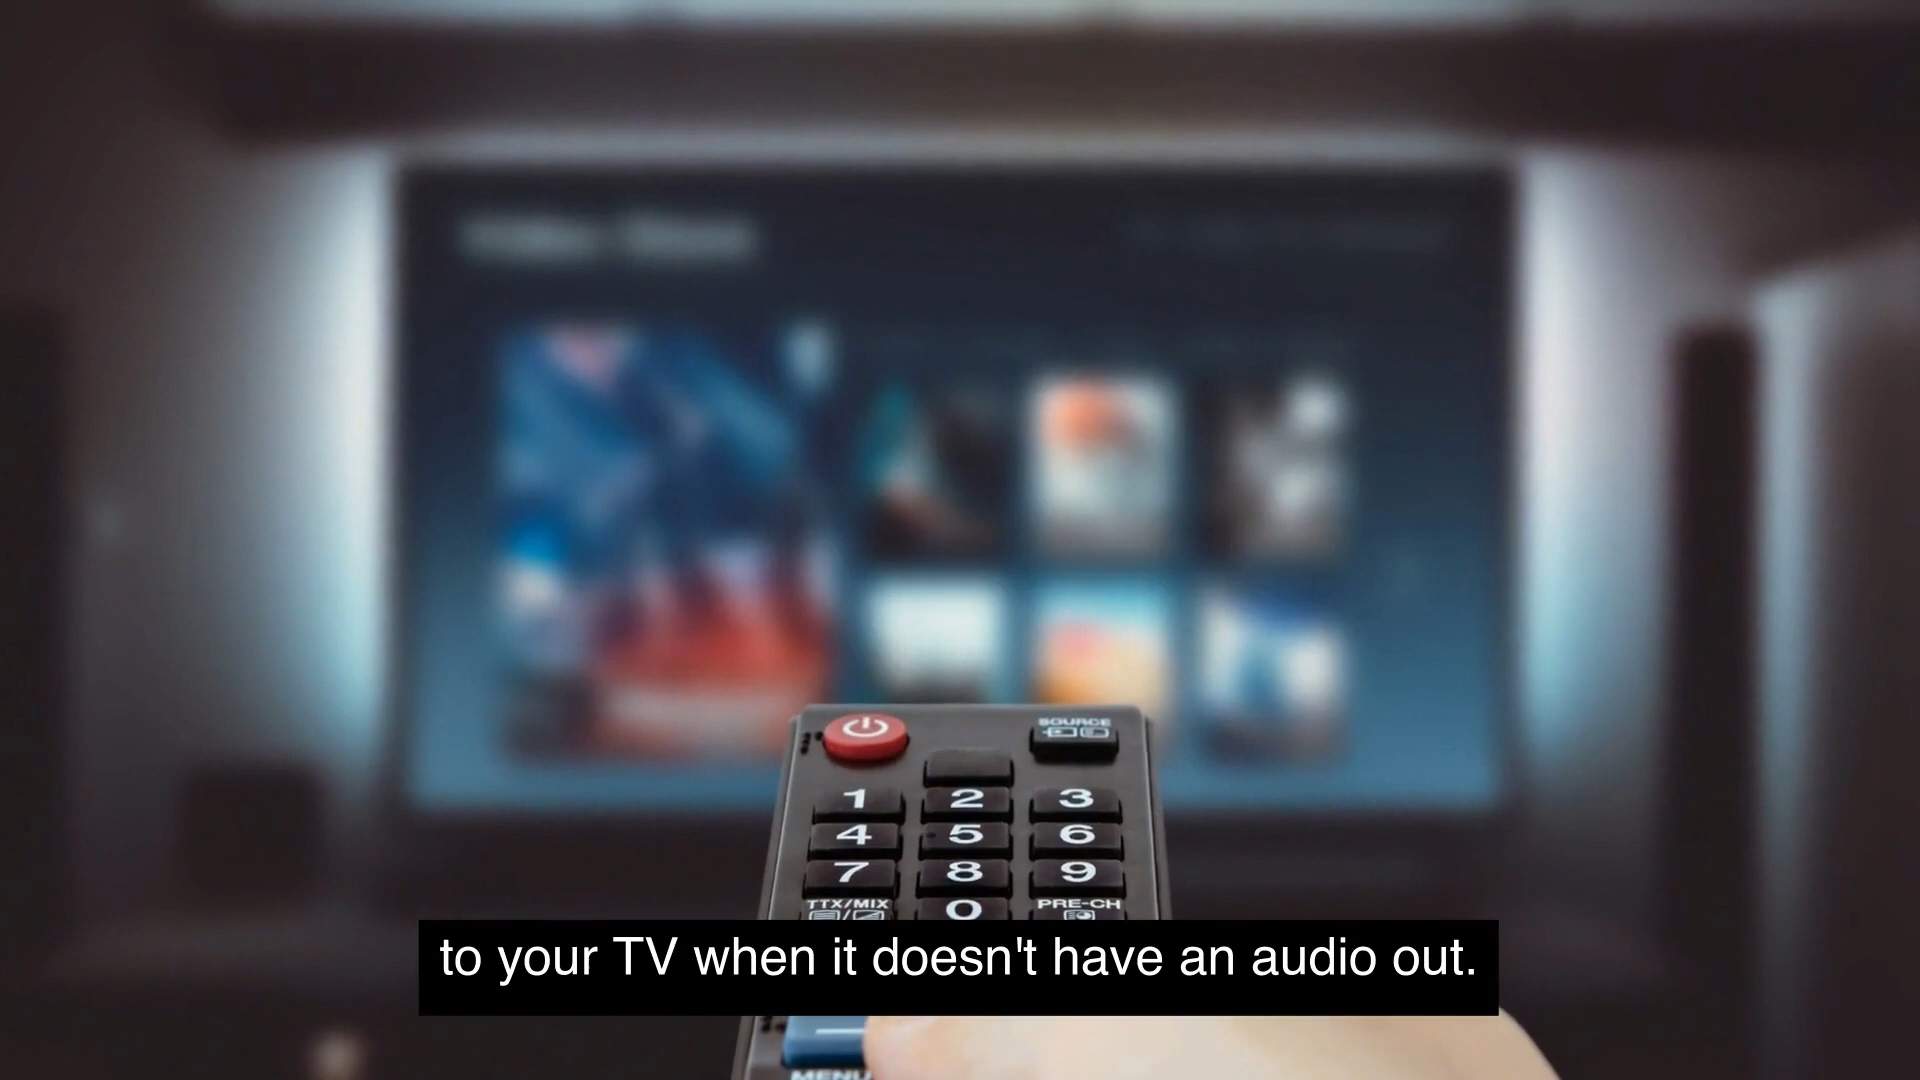 SOURCE
1 2 3
4 5 6
7 8 9
TTX/MIX 0 PRE-CH
to your TV when it doesn't have an audio out.
MENU